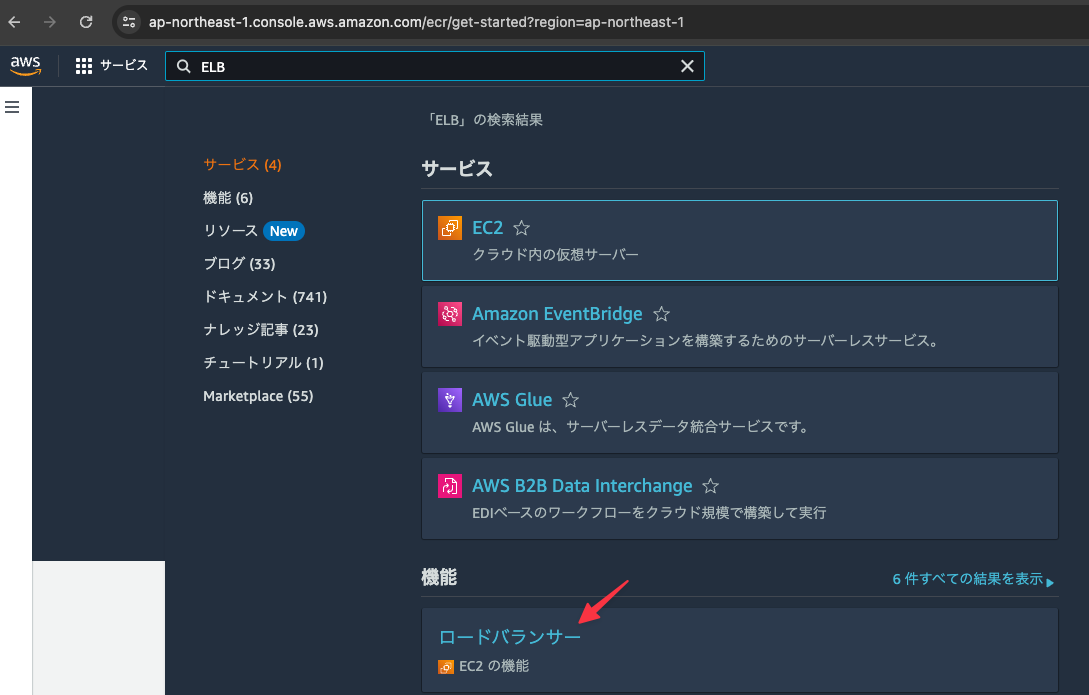 ap-northeast-1.console.aws.amazon.com/ecr/get-started?region=ap-northeast-1
aws
サービス
ELB
「ELB」の検索結果
サービス (4)
機能 (6)
リソース New
ブログ (33)
ドキュメント (741)
ナレッジ記事 (23)
チュートリアル (1)
Marketplace (55)
サービス
EC2
クラウド内の仮想サーバー
Amazon EventBridge
イベント駆動型アプリケーションを構築するためのサーバーレスサービス。
AWS Glue
AWS Glue は、サーバーレスデータ統合サービスです。
AWS B2B Data Interchange
EDIベースのワークフローをクラウド規模で構築して実行
機能
6 件すべての結果を表示
ロードバランサー
EC2 の機能